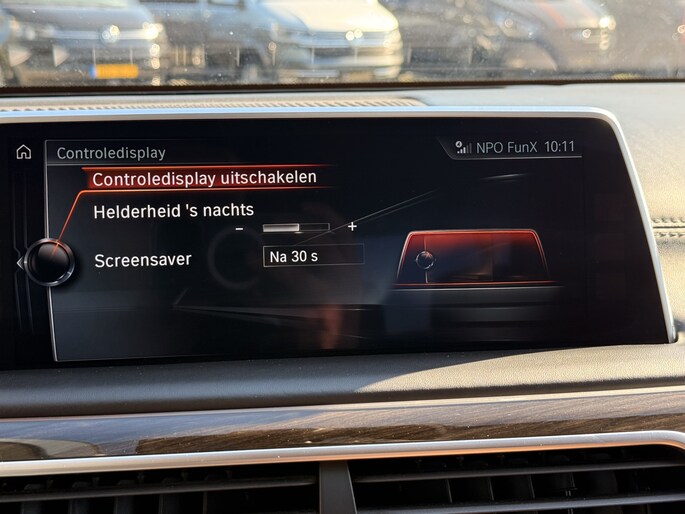 Controledisplay
NPO FunX 10:11
Controledisplay uitschakelen
Helderheid 's nachts
- +
Screensaver
Na 30 s